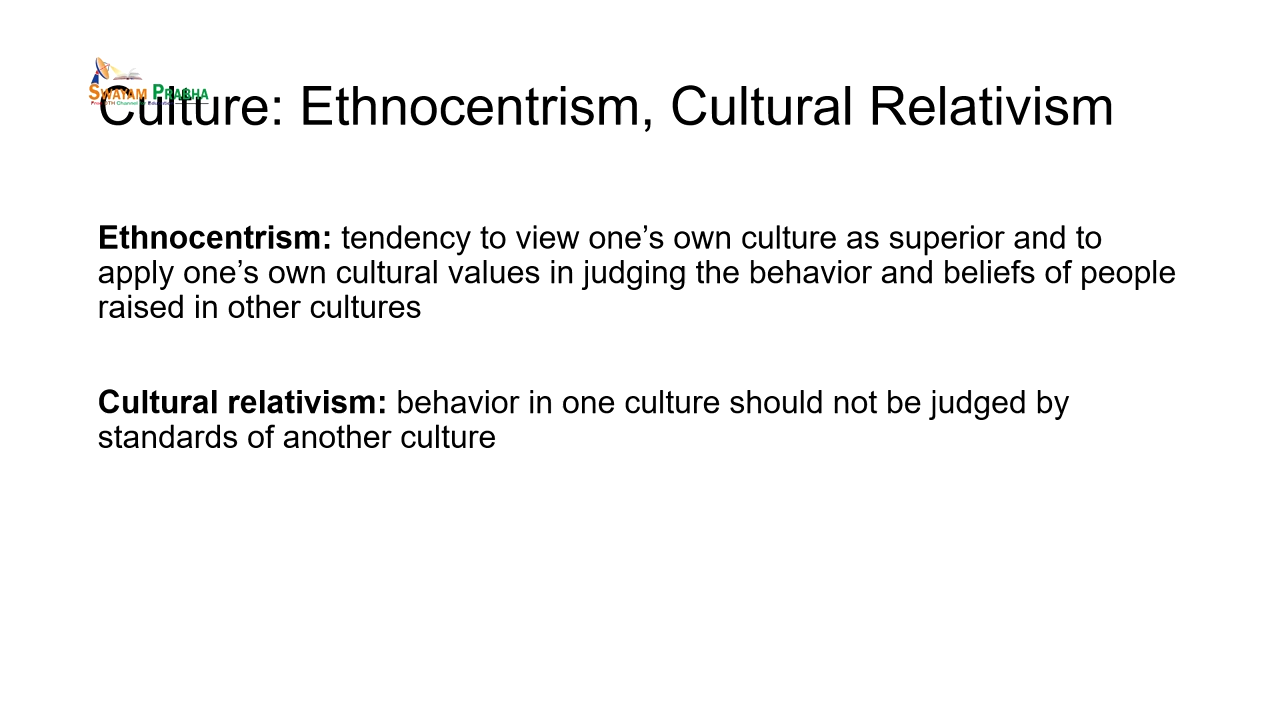 SWAYAM PRABHA
Culture: Ethnocentrism, Cultural Relativism
Ethnocentrism: tendency to view one’s own culture as superior and to
apply one’s own cultural values in judging the behavior and beliefs of people
raised in other cultures
Cultural relativism: behavior in one culture should not be judged by
standards of another culture